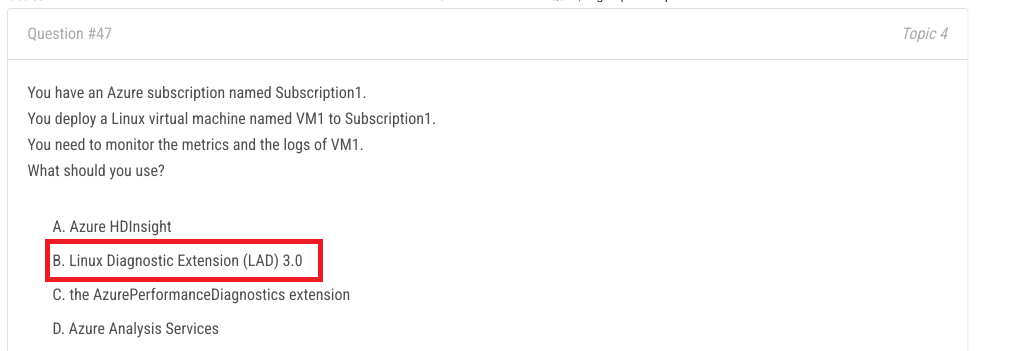 Question #47
Topic 4
You have an Azure subscription named Subscription1.
You deploy a Linux virtual machine named VM1 to Subscription1.
You need to monitor the metrics and the logs of VM1.
What should you use?
A. Azure HDInsight
B. Linux Diagnostic Extension (LAD) 3.0
C. the AzurePerformanceDiagnostics extension
D. Azure Analysis Services